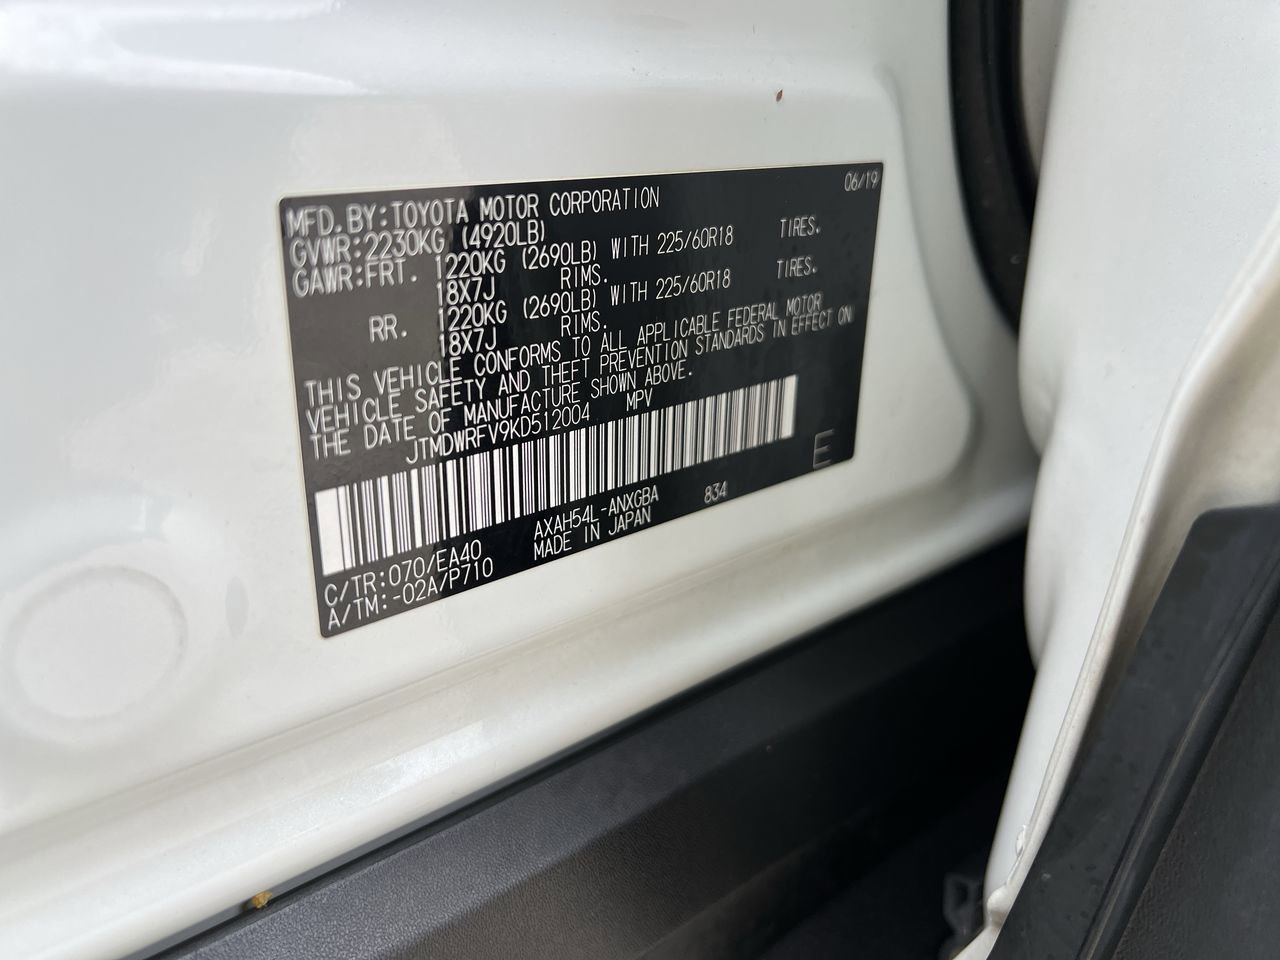 06/19
MFD.BY:TOYOTA MOTOR CORPORATION
GVWR:2230KG (4920LB)
GAWR:FRT. 1220KG (2690LB) WITH 225/60R18 TIRES.
18X7J RIMS.
RR. 1220KG (2690LB) WITH 225/60R18 TIRES.
18X7J RIMS.
THIS VEHICLE CONFORMS TO ALL APPLICABLE FEDERAL MOTOR
VEHICLE SAFETY AND THEFT PREVENTION STANDARDS IN EFFECT ON
THE DATE OF MANUFACTURE SHOWN ABOVE.
JTMDWRFV9KD512004 MPV
E
C/TR:070/EA40 AXAH54L-ANXGBA 834
A/TM:-02A/P710 MADE IN JAPAN